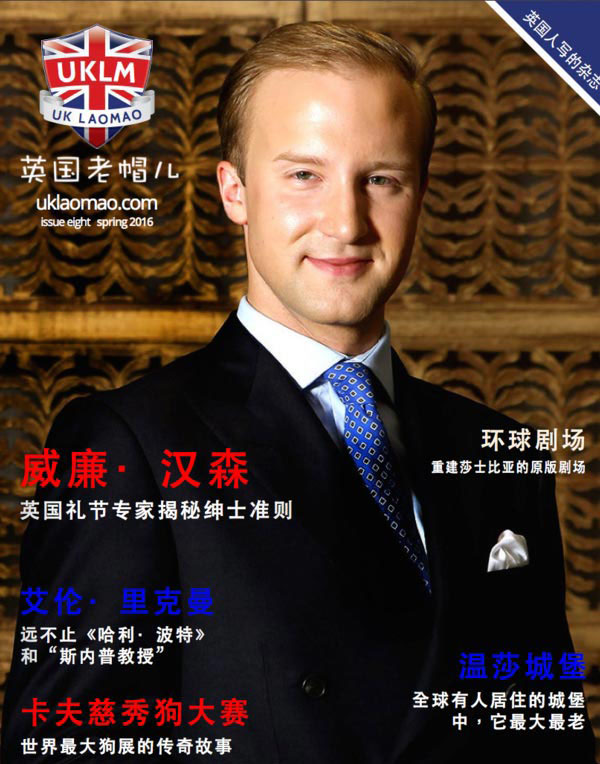 英国人写的杂志
UKLM
UK LAOMAO
英国老帽儿
uklaomao.com
issue eight spring 2016
威廉·汉森
英国礼节专家揭秘绅士准则
环球剧场
重建莎士比亚的原版剧场
艾伦·里克曼
远不止《哈利·波特》
和“斯内普教授”
温莎城堡
全球有人居住的城堡
中，它最大最老
卡夫慈秀狗大赛
世界最大狗展的传奇故事